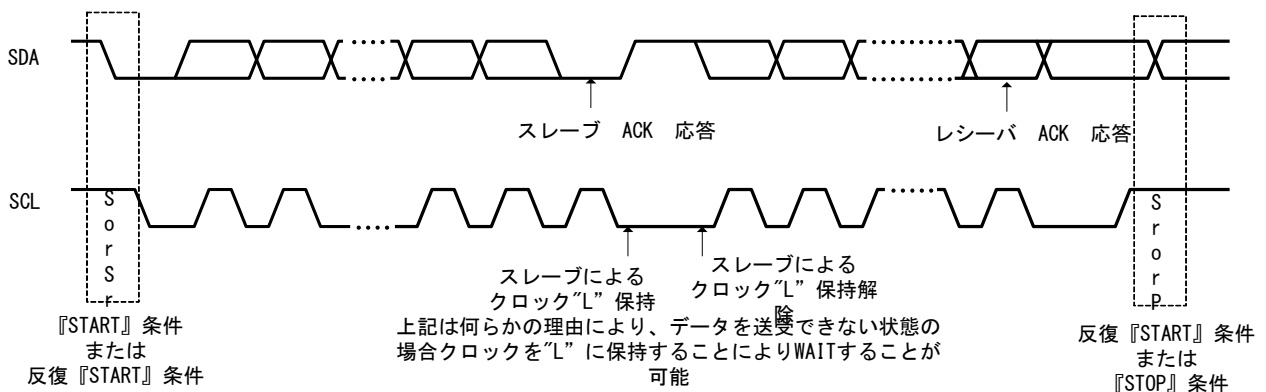 SDA
スレーブ ACK 応答
レシーバ ACK 応答
SCL
SorSr
SrorP
スレーブによる
クロック"L" 保持
スレーブによる
クロック"L" 保持解
除
上記は何らかの理由により、データを送受できない状態の
場合クロックを"L" に保持することによりWAITすることが
可能
『START』条件
または
反復『START』条件
反復『START』条件
または
『STOP』条件